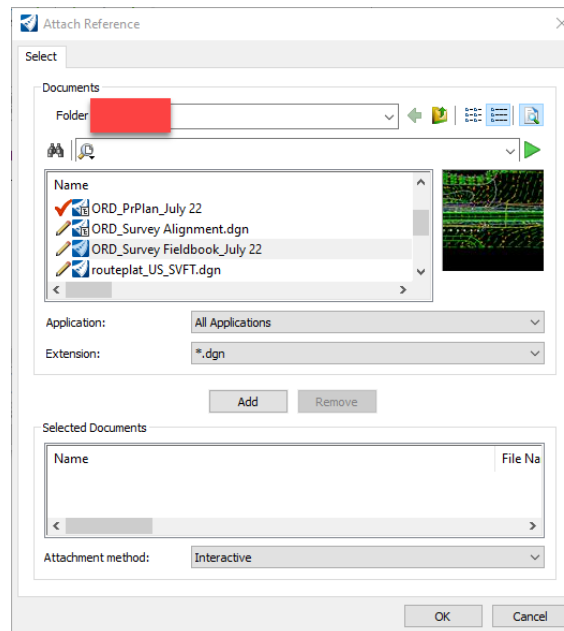 Attach Reference
Select
Documents
Folder
Name
ORD_PrPlan_July 22
ORD_Survey Alignment.dgn
ORD_Survey Fieldbook_July 22
routeplat_US_SVFT.dgn
Application: All Applications
Extension: *.dgn
Add Remove
Selected Documents
Name File Na
Attachment method: Interactive
OK Cancel